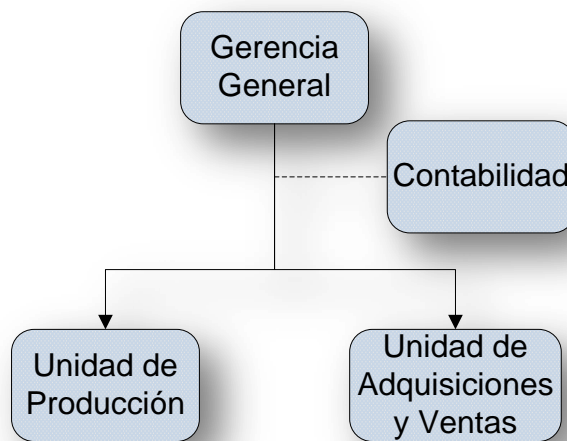 Gerencia
General
Contabilidad
Unidad de
Producción
Unidad de
Adquisiciones
y Ventas